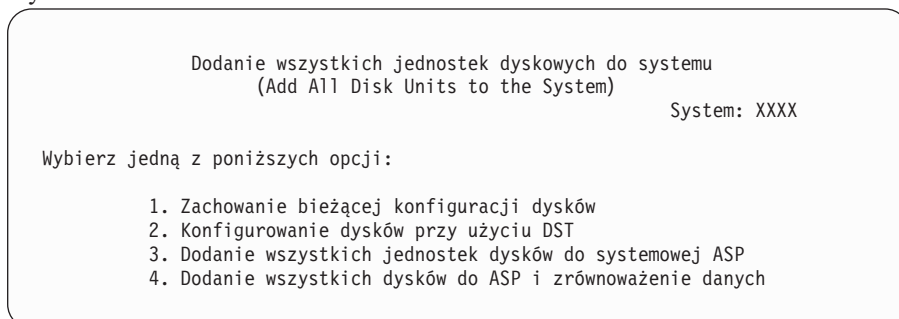 Dodanie wszystkich jednostek dyskowych do systemu
(Add All Disk Units to the System)
System: XXXX
Wybierz jedną z poniższych opcji:
1. Zachowanie bieżącej konfiguracji dysków
2. Konfigurowanie dysków przy użyciu DST
3. Dodanie wszystkich jednostek dysków do systemowej ASP
4. Dodanie wszystkich dysków do ASP i zrównoważenie danych